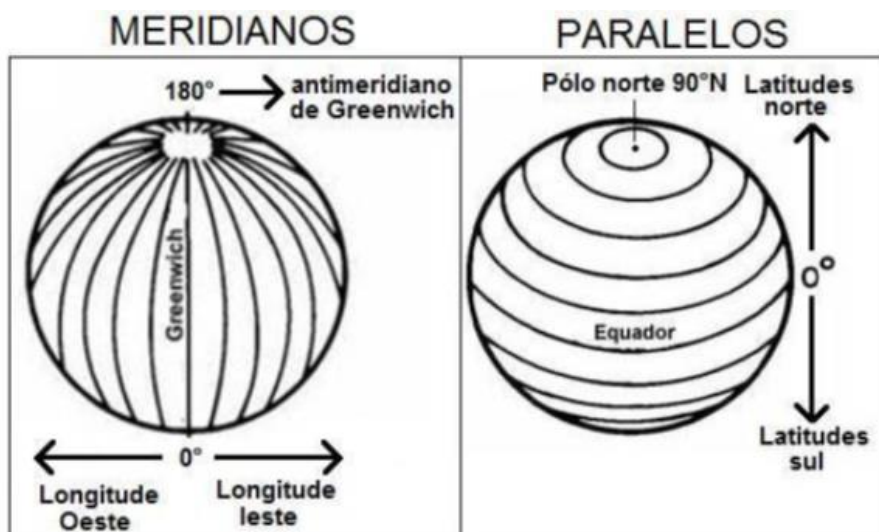 MERIDIANOS
180°
antimeridiano
de Greenwich
Greenwich
0°
Longitude
Oeste
Longitude
leste
PARALELOS
Pólo norte 90°N
Latitudes
norte
0°
Equador
Latitudes
sul